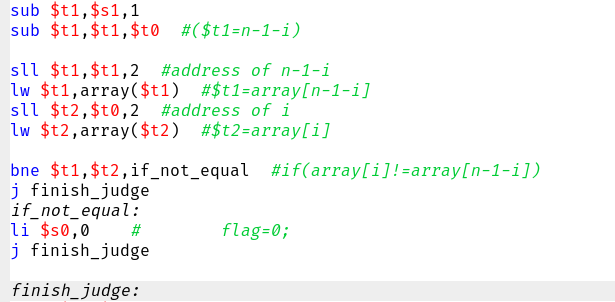 sub $t1,$s1,1
sub $t1,$t1,$t0  #($t1=n-1-i)
sll $t1,$t1,2  #address of n-1-i
lw $t1,array($t1)  #$t1=array[n-1-i]
sll $t2,$t0,2  #address of i
lw $t2,array($t2)  #$t2=array[i]
bne $t1,$t2,if_not_equal  #if(array[i]!=array[n-1-i])
j finish_judge
if_not_equal:
li $s0,0    #        flag=0;
j finish_judge
finish_judge: